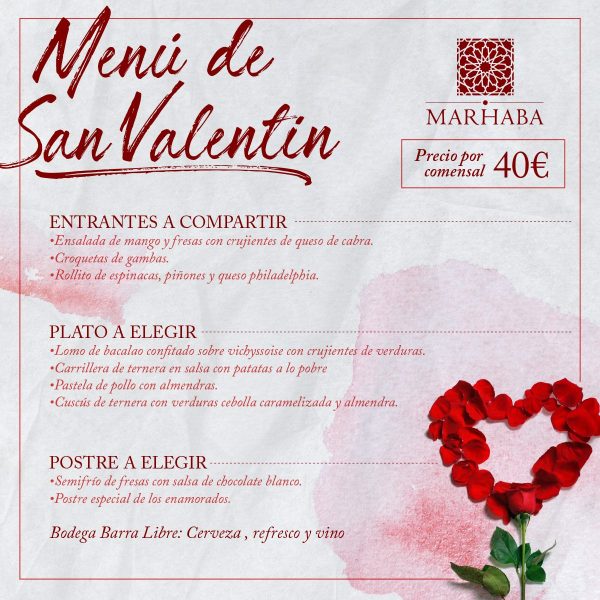 Menú de
San Valentín
MARHABA
Precio por
comensal 40€
ENTRANTES A COMPARTIR
•Ensalada de mango y fresas con crujientes de queso de cabra.
•Croquetas de gambas.
•Rollito de espinacas, piñones y queso philadelphia.
PLATO A ELEGIR
•Lomo de bacalao confitado sobre vichyssoise con crujientes de verduras.
•Carrillera de ternera en salsa con patatas a lo pobre
•Pastela de pollo con almendras.
•Cuscús de ternera con verduras cebolla caramelizada y almendra.
POSTRE A ELEGIR
•Semifrío de fresas con salsa de chocolate blanco.
•Postre especial de los enamorados.
Bodega Barra Libre: Cerveza , refresco y vino